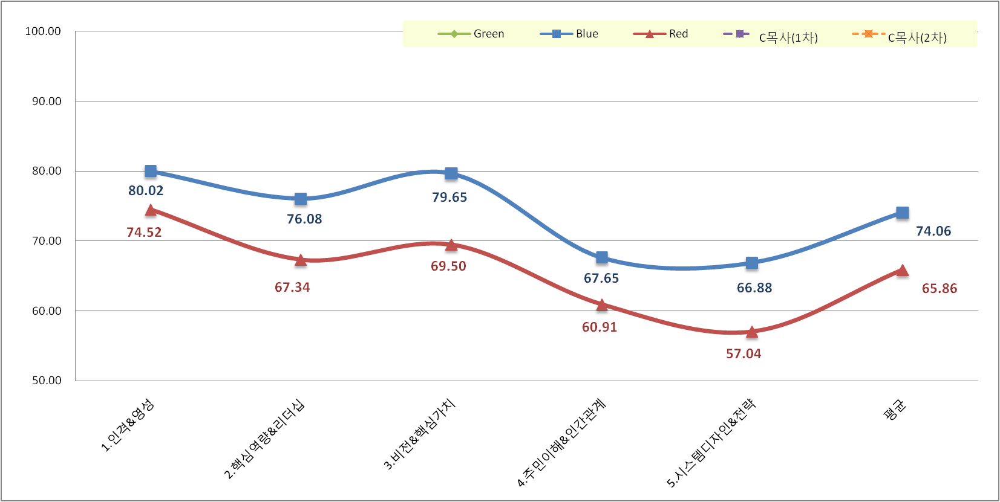 Green Blue Red C목사(1차) C목사(2차)
100.00
90.00
80.00
70.00
60.00
50.00
80.02
76.08
79.65
67.65
66.88
74.06
74.52
67.34
69.50
60.91
57.04
65.86
1.인격&영성
2.핵심역량&리더십
3.비전&핵심가치
4.주민이해&인간관계
5.시스템디자인&전략
평균